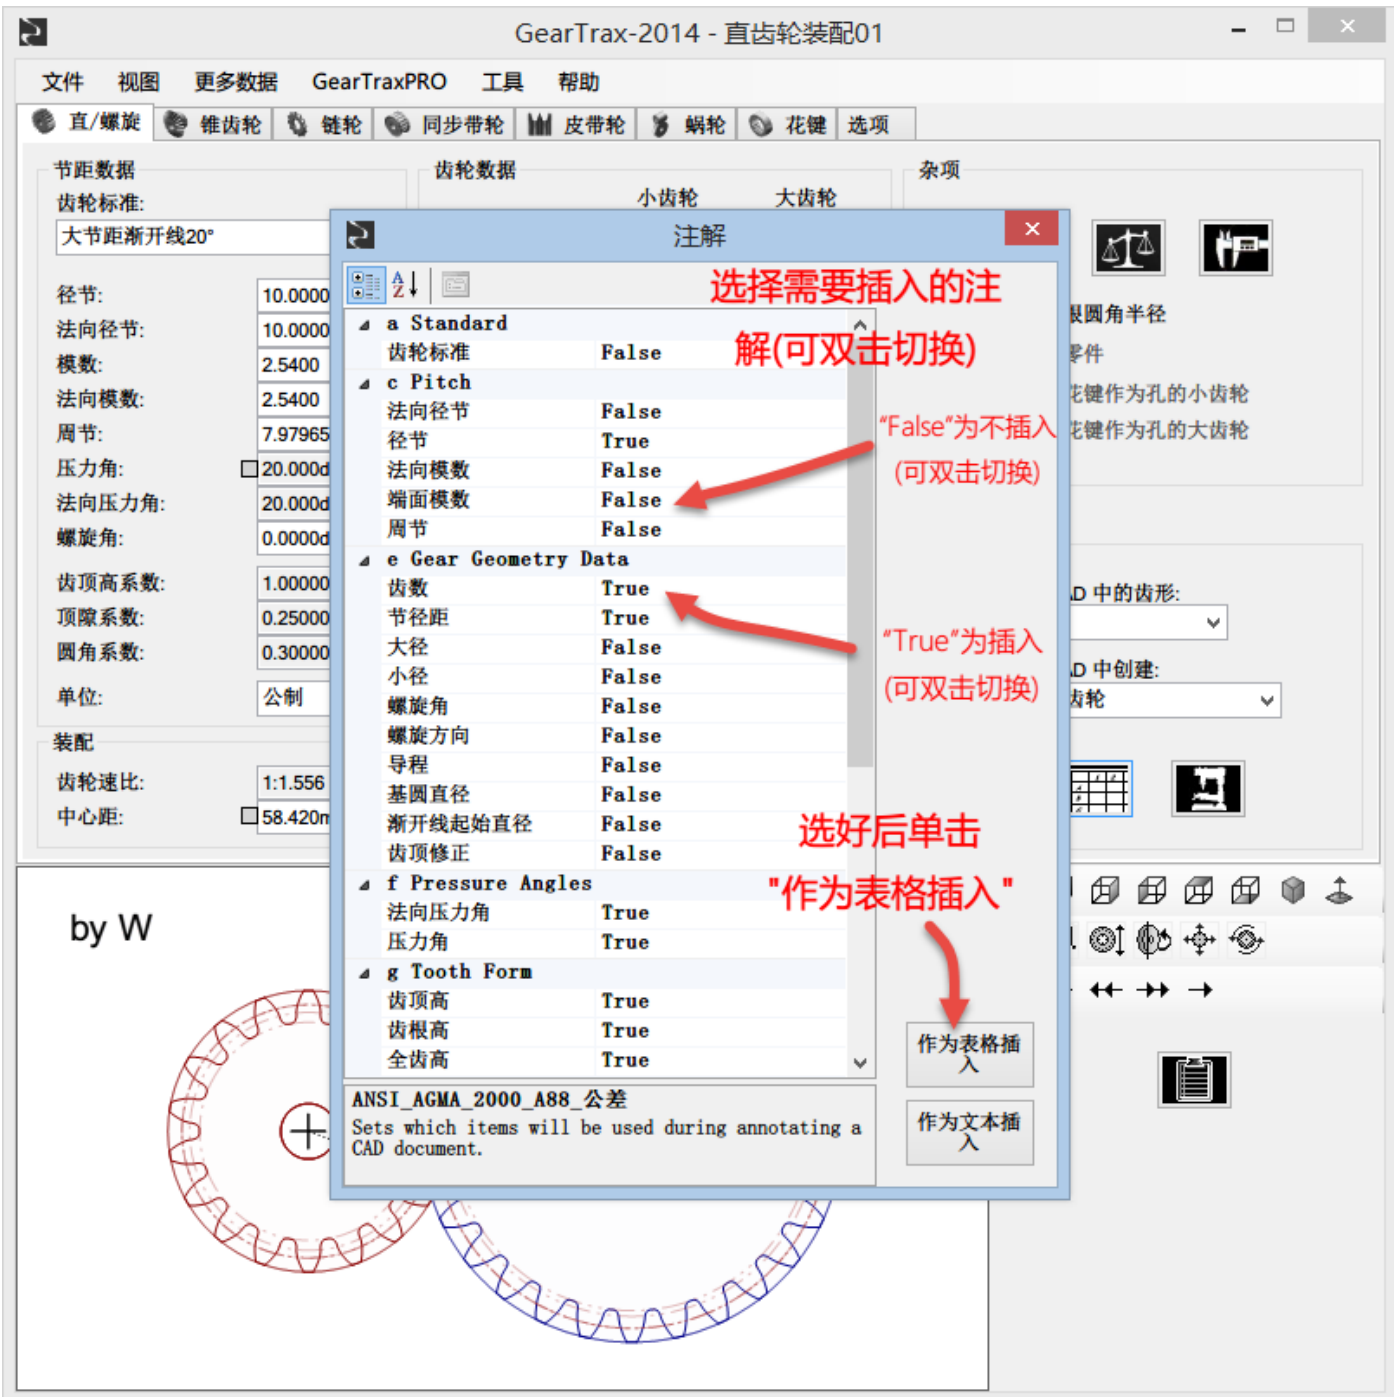 GearTrax-2014 - 直齿轮装配01
文件 视图 更多数据 GearTraxPRO 工具 帮助
直/螺旋 锥齿轮 链轮 同步带轮 皮带轮 蜗轮 花键 选项
节距数据
齿轮标准:
大节距渐开线20°
径节: 10.0000
法向径节: 10.0000
模数: 2.5400
法向模数: 2.5400
周节: 7.97965
压力角: 20.000d
法向压力角: 20.000d
螺旋角: 0.0000d
齿顶高系数: 1.00000
顶隙系数: 0.25000
圆角系数: 0.30000
单位: 公制
装配
齿轮速比: 1:1.556
中心距: 58.420m
齿轮数据
小齿轮 大齿轮
杂项
根圆角半径
零件
花键作为孔的小齿轮
花键作为孔的大齿轮
AD 中的齿形:
AD 中创建:
齿轮
注解
选择需要插入的注
解(可双击切换)
a Standard
齿轮标准 False
c Pitch
法向径节 False
径节 True
法向模数 False
端面模数 False
周节 False
e Gear Geometry Data
齿数 True
节径距 True
大径 False
小径 False
螺旋角 False
螺旋方向 False
导程 False
基圆直径 False
渐开线起始直径 False
齿顶修正 False
f Pressure Angles
法向压力角 True
压力角 True
g Tooth Form
齿顶高 True
齿根高 True
全齿高 True
"False"为不插入
(可双击切换)
"True"为插入
(可双击切换)
选好后单击
"作为表格插入"
作为表格插
入
作为文本插
入
ANSI_AGMA_2000_A88_公差
Sets which items will be used during annotating a
CAD document.
by W